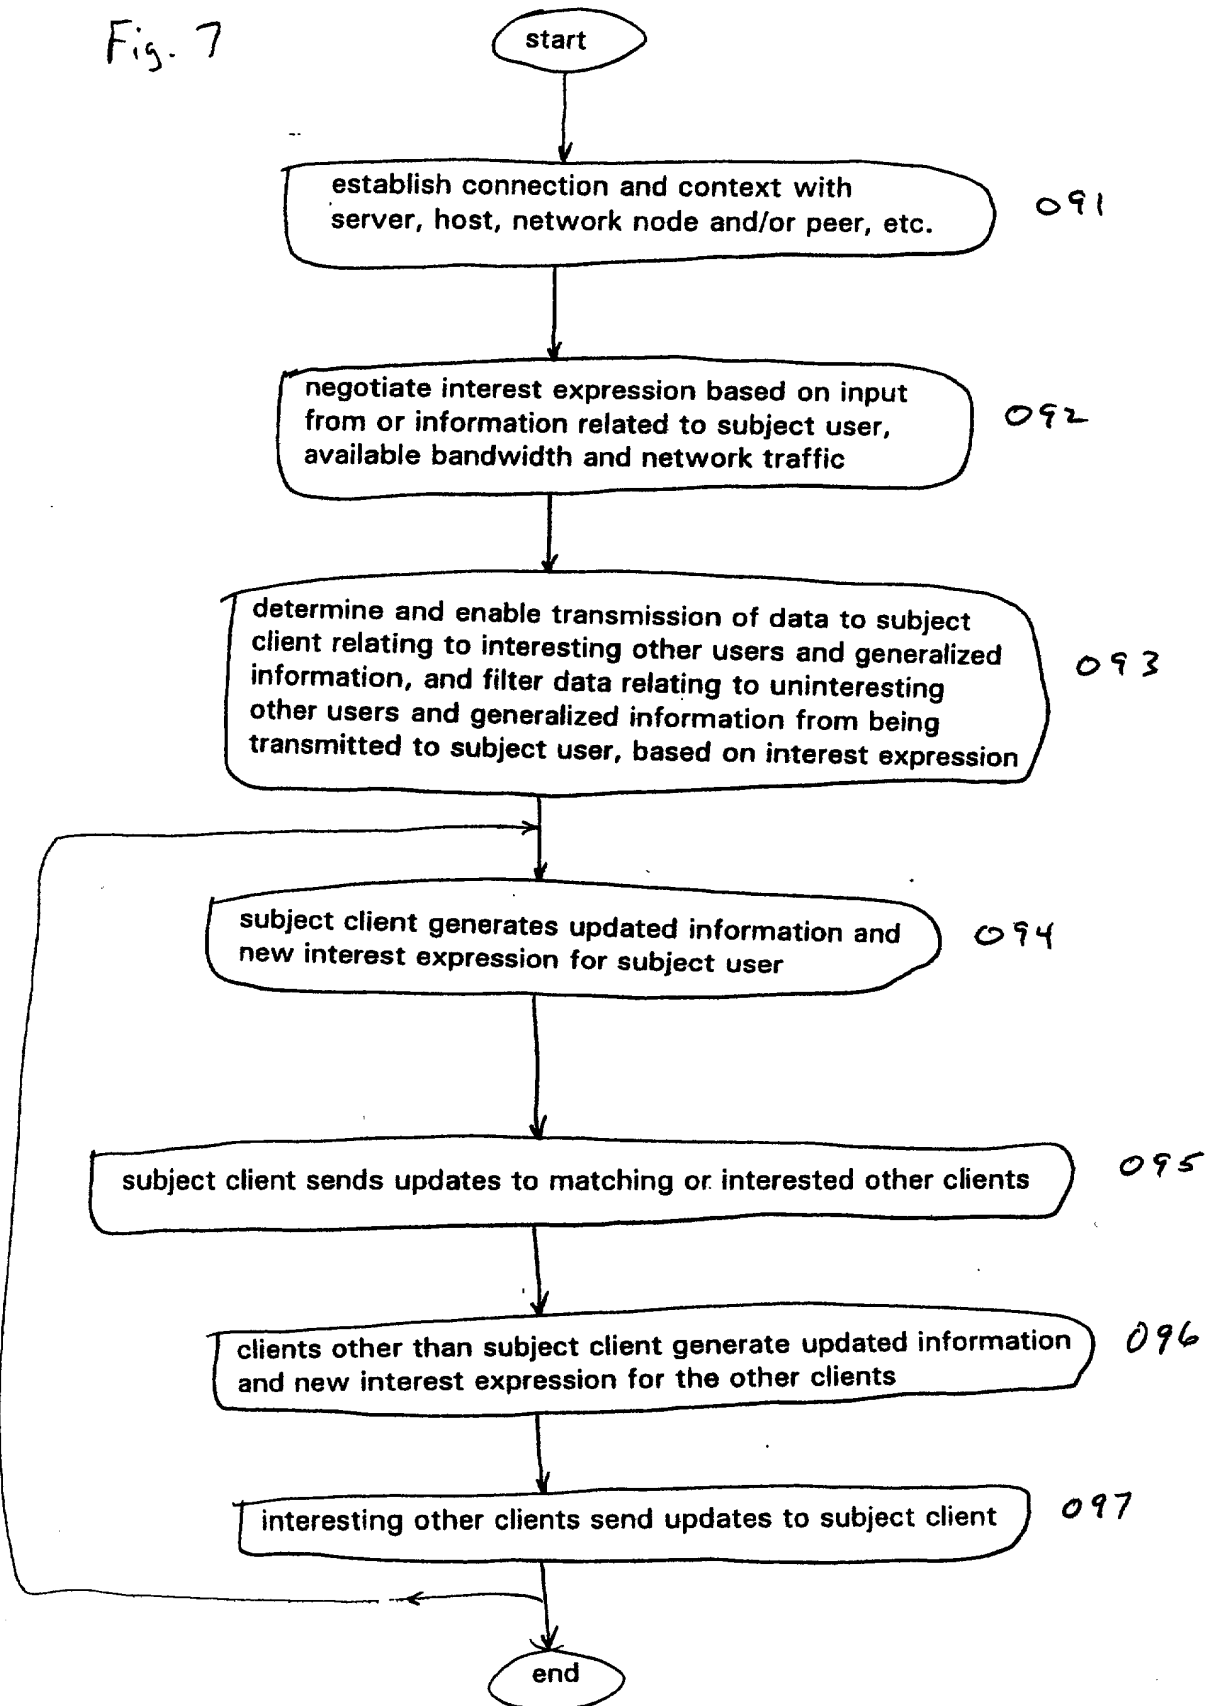 Fig. 7
start
establish connection and context with
server, host, network node and/or peer, etc.
091
negotiate interest expression based on input
from or information related to subject user,
available bandwidth and network traffic
092
determine and enable transmission of data to subject
client relating to interesting other users and generalized
information, and filter data relating to uninteresting
other users and generalized information from being
transmitted to subject user, based on interest expression
093
subject client generates updated information and
new interest expression for subject user
094
subject client sends updates to matching or interested other clients
095
clients other than subject client generate updated information
and new interest expression for the other clients
096
interesting other clients send updates to subject client
097
end